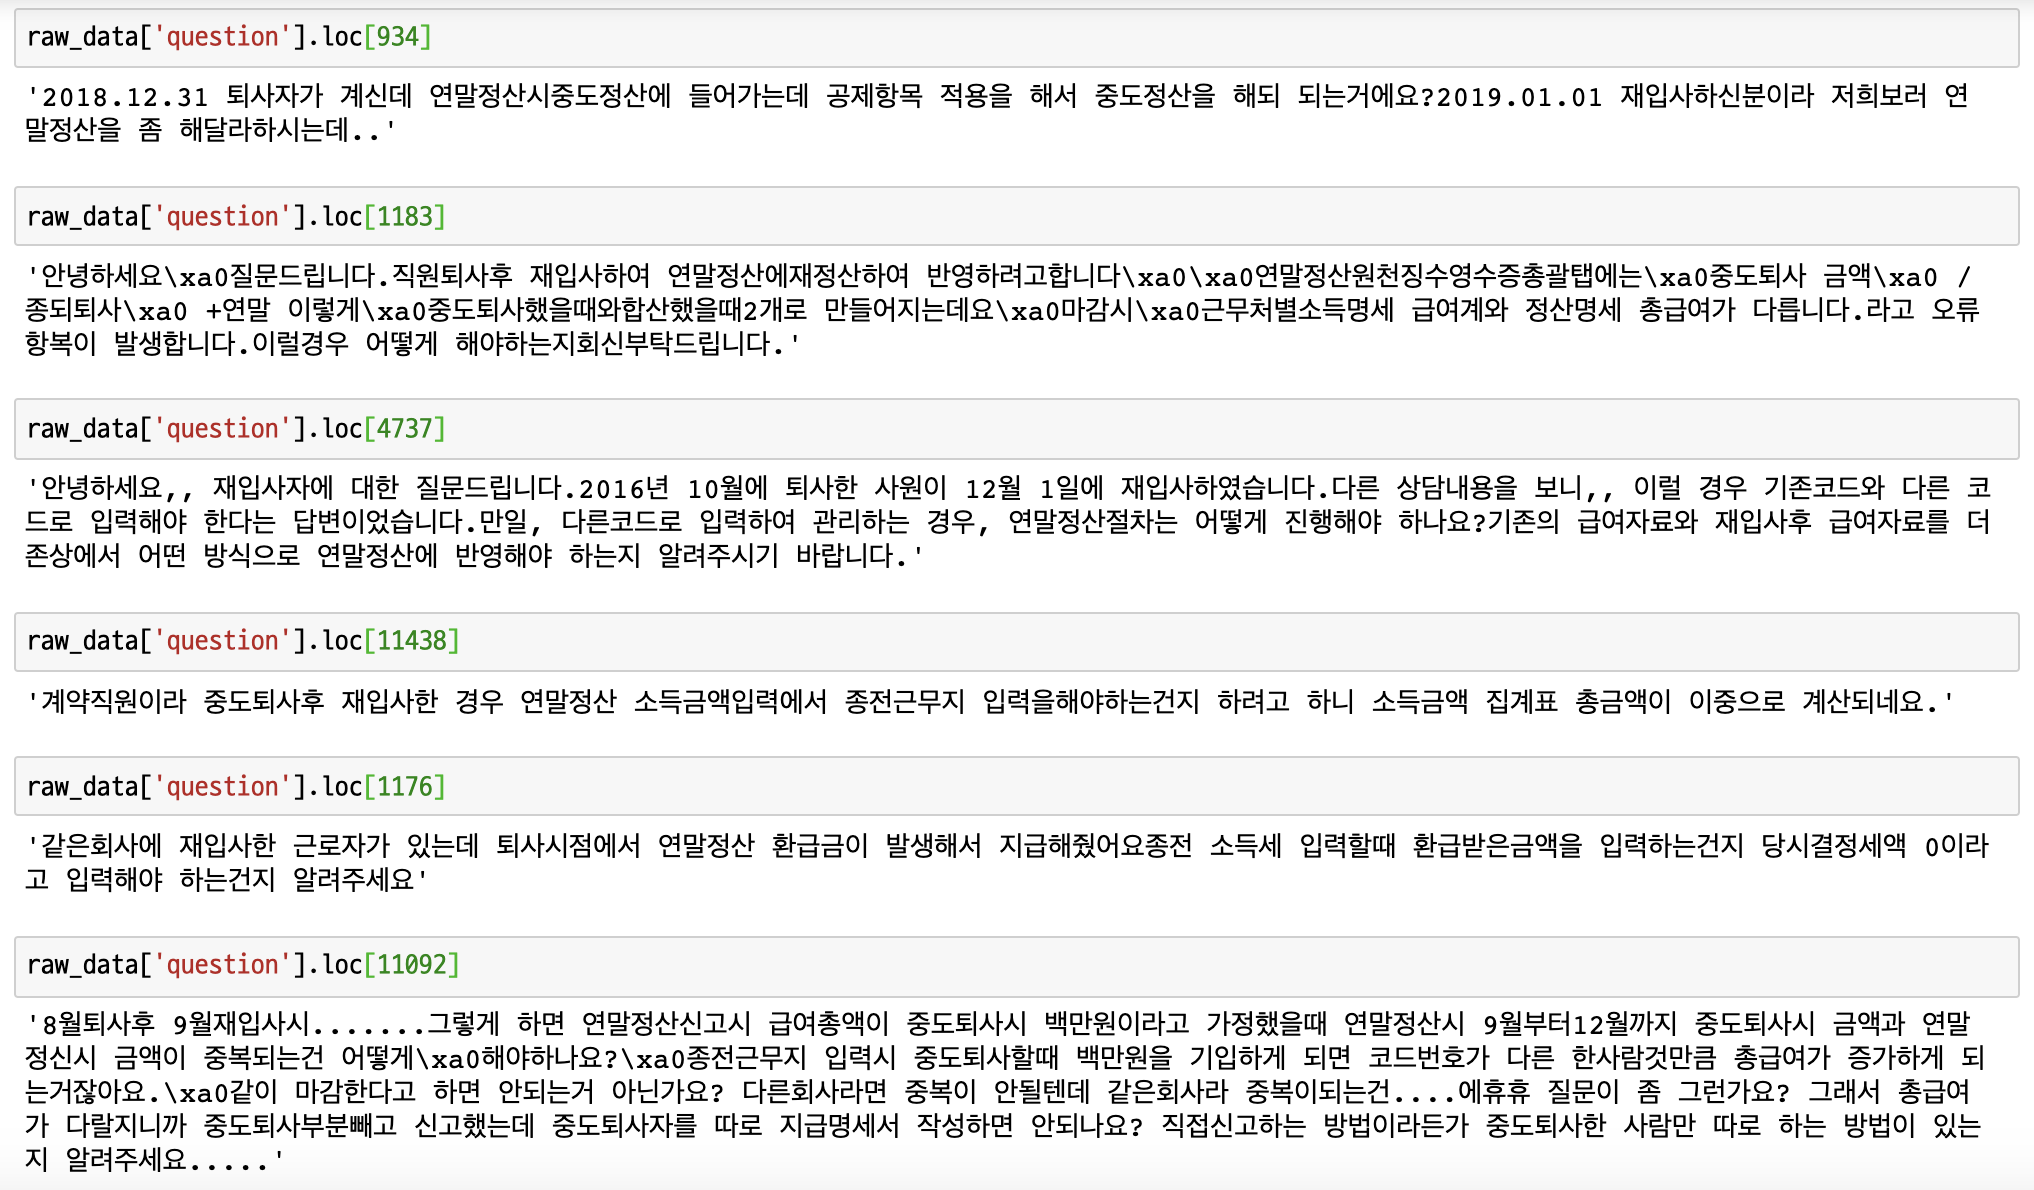 raw_data['question'].loc[934]
'2018.12.31 퇴사자가 계신데 연말정산시중도정산에 들어가는데 공제항목 적용을 해서 중도정산을 해되 되는거에요?2019.01.01 재입사하신분이라 저희보러 연
말정산을 좀 해달라하시는데..'
raw_data['question'].loc[1183]
'안녕하세요\xa0질문드립니다.직원퇴사후 재입사하여 연말정산에재정산하여 반영하려고합니다\xa0\xa0연말정산원천징수영수증총괄탭에는\xa0중도퇴사 금액\xa0 /
종되퇴사\xa0 +연말 이렇게\xa0중도퇴사했을때와합산했을때2개로 만들어지는데요\xa0마감시\xa0근무처별소득명세 급여계와 정산명세 총급여가 다릅니다.라고 오류
항복이 발생합니다.이럴경우 어떻게 해야하는지회신부탁드립니다.'
raw_data['question'].loc[4737]
'안녕하세요,, 재입사자에 대한 질문드립니다.2016년 10월에 퇴사한 사원이 12월 1일에 재입사하였습니다.다른 상담내용을 보니,, 이럴 경우 기존코드와 다른 코
드로 입력해야 한다는 답변이었습니다.만일, 다른코드로 입력하여 관리하는 경우, 연말정산절차는 어떻게 진행해야 하나요?기존의 급여자료와 재입사후 급여자료를 더
존상에서 어떤 방식으로 연말정산에 반영해야 하는지 알려주시기 바랍니다.'
raw_data['question'].loc[11438]
'계약직원이라 중도퇴사후 재입사한 경우 연말정산 소득금액입력에서 종전근무지 입력을해야하는건지 하려고 하니 소득금액 집계표 총금액이 이중으로 계산되네요.'
raw_data['question'].loc[1176]
'같은회사에 재입사한 근로자가 있는데 퇴사시점에서 연말정산 환급금이 발생해서 지급해줬어요종전 소득세 입력할때 환급받은금액을 입력하는건지 당시결정세액 0이라
고 입력해야 하는건지 알려주세요'
raw_data['question'].loc[11092]
'8월퇴사후 9월재입사시.......그렇게 하면 연말정산신고시 급여총액이 중도퇴사시 백만원이라고 가정했을때 연말정산시 9월부터12월까지 중도퇴사시 금액과 연말
정신시 금액이 중복되는건 어떻게\xa0해야하나요?\xa0종전근무지 입력시 중도퇴사할때 백만원을 기입하게 되면 코드번호가 다른 한사람것만큼 총급여가 증가하게 되
는거잖아요.\xa0같이 마감한다고 하면 안되는거 아닌가요? 다른회사라면 중복이 안될텐데 같은회사라 중복이되는건....에휴휴 질문이 좀 그런가요? 그래서 총급여
가 다랄지니까 중도퇴사부분빼고 신고했는데 중도퇴사자를 따로 지급명세서 작성하면 안되나요? 직접신고하는 방법이라든가 중도퇴사한 사람만 따로 하는 방법이 있는
지 알려주세요.....'